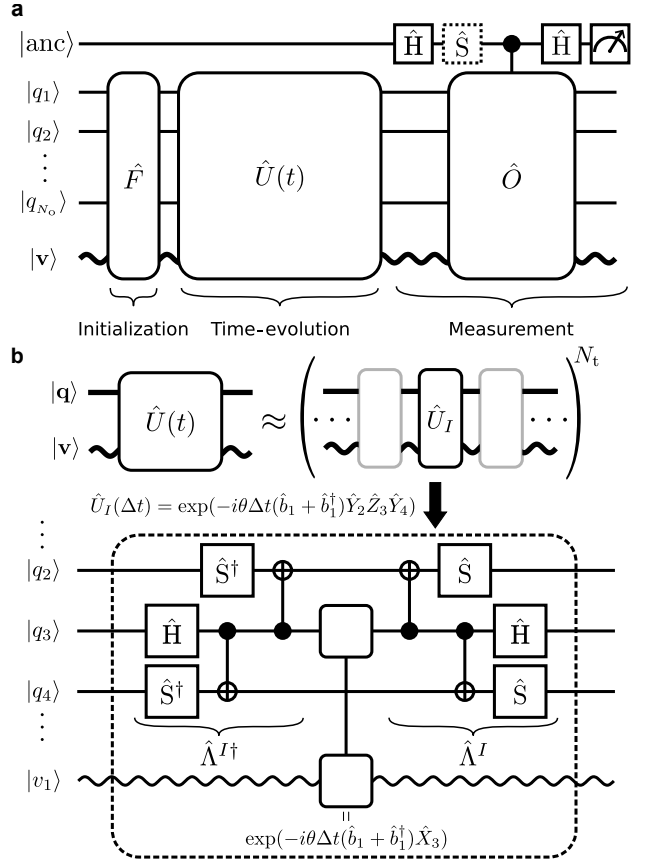 a
|anc⟩ Ĥ Ŝ Ĥ
|q₁⟩
|q₂⟩
⋮
|q_{N_O}⟩
F̂ Û(t) Ô
|v⟩
Initialization Time-evolution Measurement
b
|q⟩
|v⟩
Û(t) ≈ ( · · · Û_I · · · )^{N_t}
Û_I(Δt) = exp(−iθΔt(b̂₁ + b̂₁†)Ŷ₂Ẑ₃Ŷ₄)
⋮
|q₂⟩ Ŝ† Ŝ
|q₃⟩ Ĥ Ĥ
|q₄⟩ Ŝ† Ŝ
⋮
Λ̂^{I†} Λ̂^{I}
|v₁⟩
=
exp(−iθΔt(b̂₁ + b̂₁†)X̂₃)